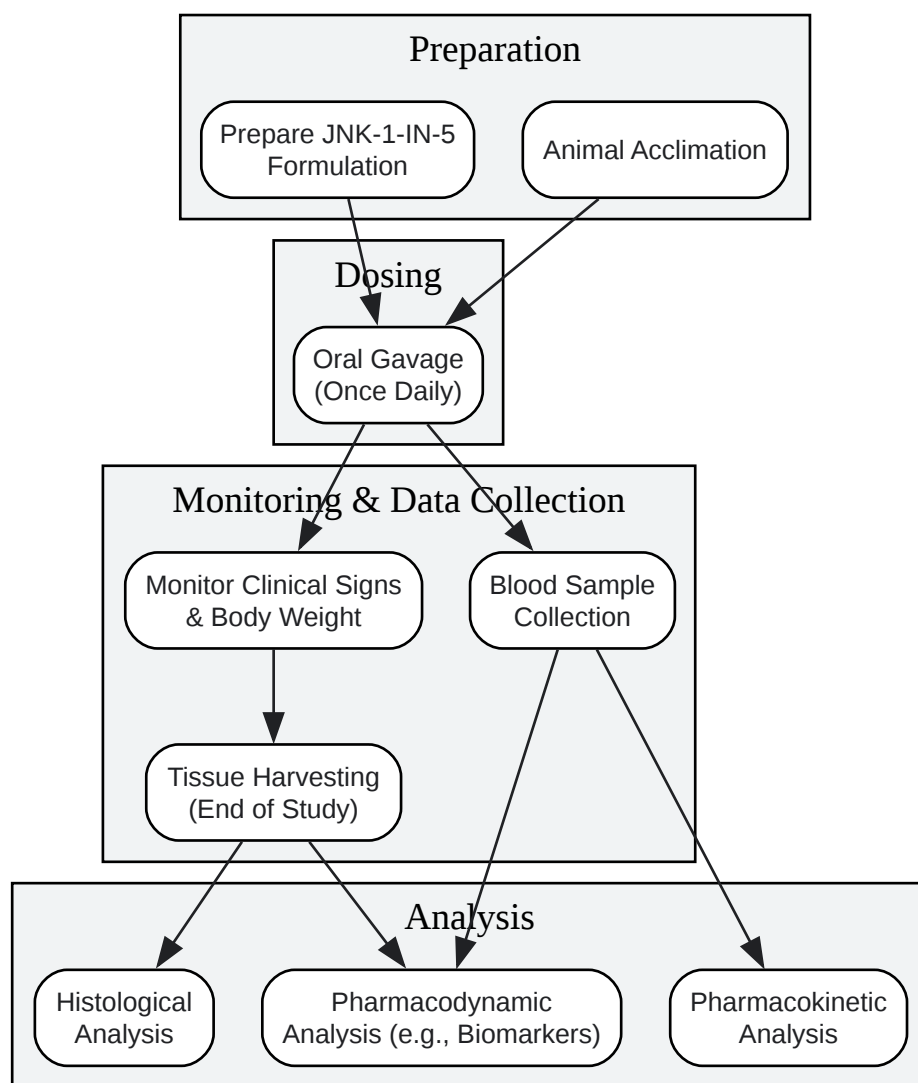 Preparation
Prepare JNK-1-IN-5
Formulation
Animal Acclimation
Dosing
Oral Gavage
(Once Daily)
Monitoring & Data Collection
Monitor Clinical Signs
& Body Weight
Blood Sample
Collection
Tissue Harvesting
(End of Study)
Analysis
Histological
Analysis
Pharmacodynamic
Analysis (e.g., Biomarkers)
Pharmacokinetic
Analysis